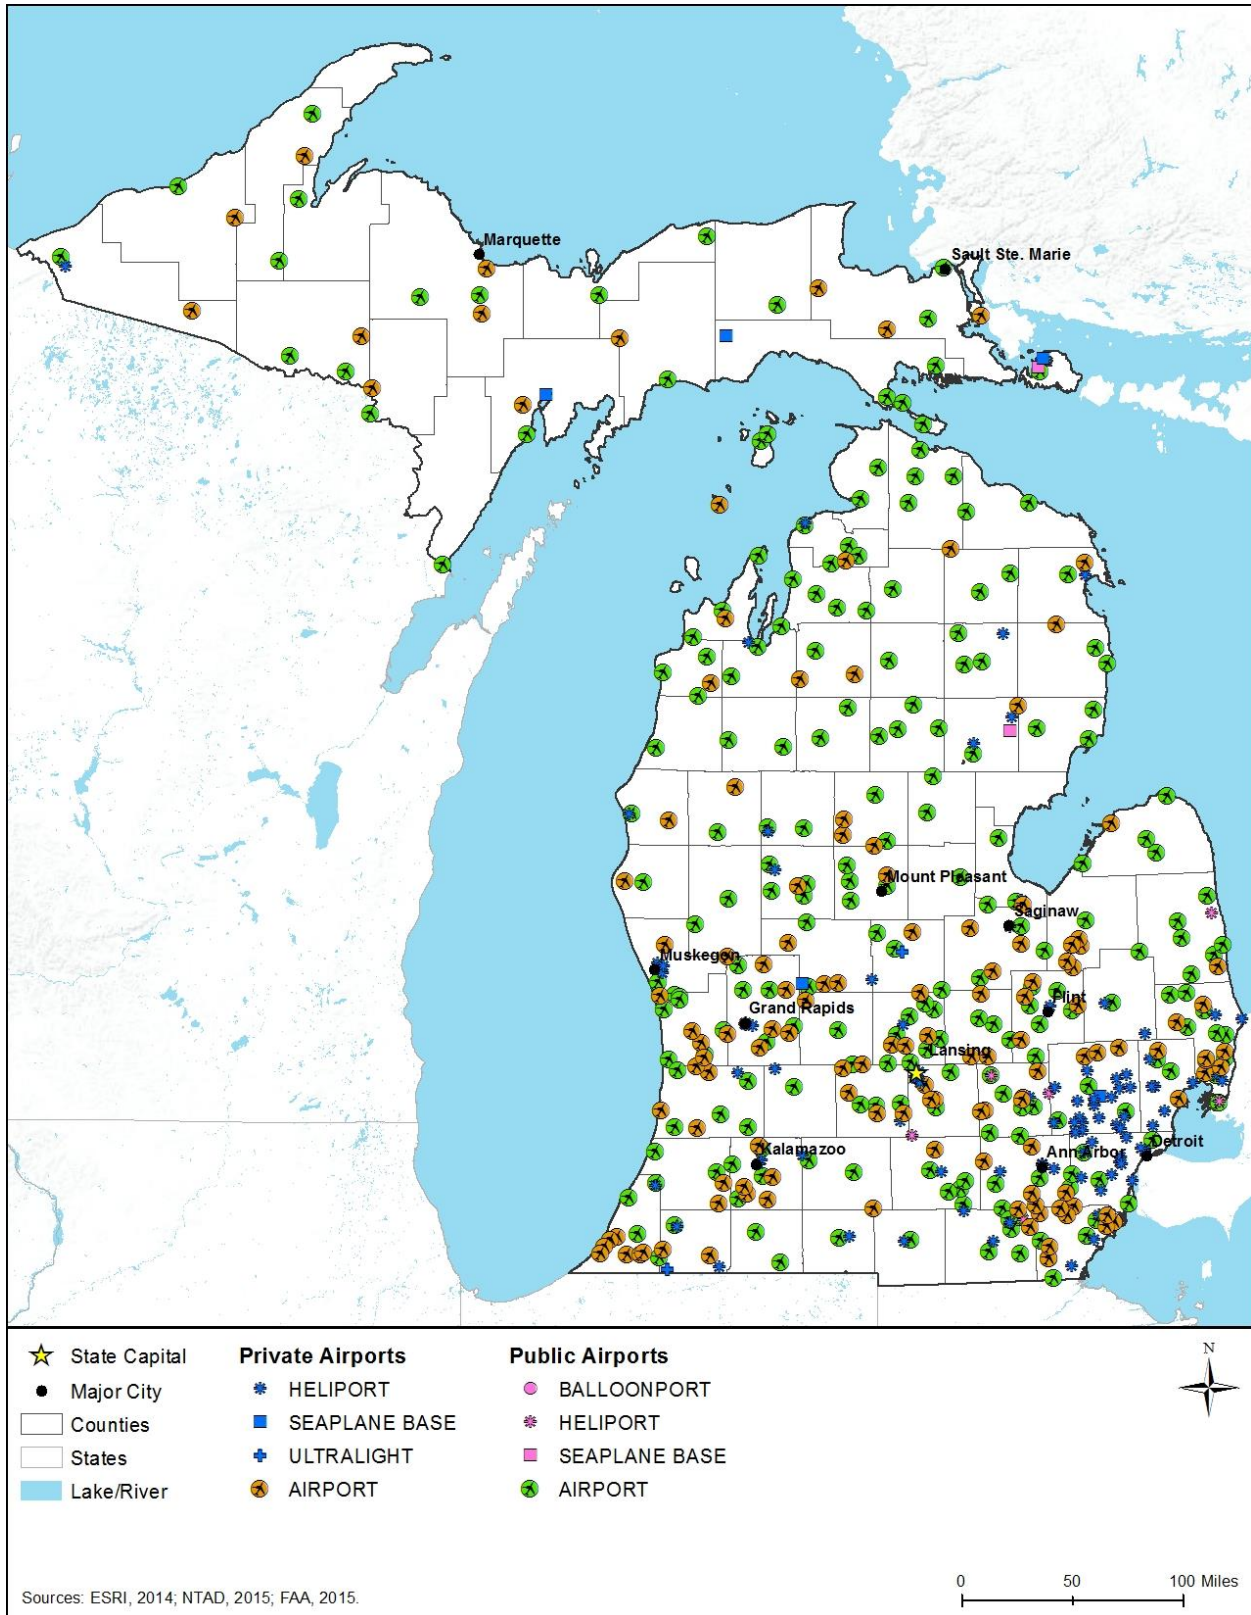 Marquette
Sault Ste. Marie
Mount Pleasant
Saginaw
Muskegon
Grand Rapids
Flint
Lansing
Kalamazoo
Ann Arbor
Detroit
State Capital
Private Airports
Public Airports
N
Major City
HELIPORT
BALLOONPORT
Counties
SEAPLANE BASE
HELIPORT
States
ULTRALIGHT
SEAPLANE BASE
Lake/River
AIRPORT
AIRPORT
0 50 100 Miles
Sources: ESRI, 2014; NTAD, 2015; FAA, 2015.